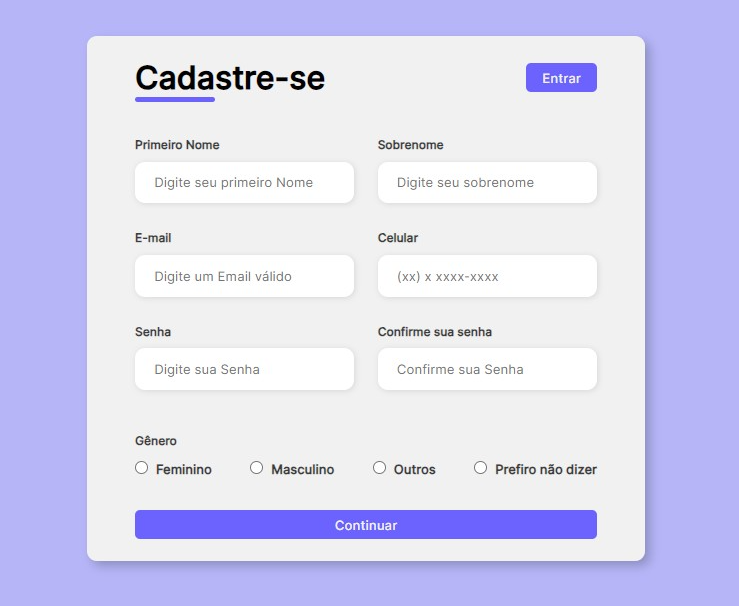 Cadastre-se
Entrar
Primeiro Nome
Sobrenome
Digite seu primeiro Nome
Digite seu sobrenome
E-mail
Celular
Digite um Email válido
(xx) x xxxx-xxxx
Senha
Confirme sua senha
Digite sua Senha
Confirme sua Senha
Gênero
Feminino Masculino Outros Prefiro não dizer
Continuar